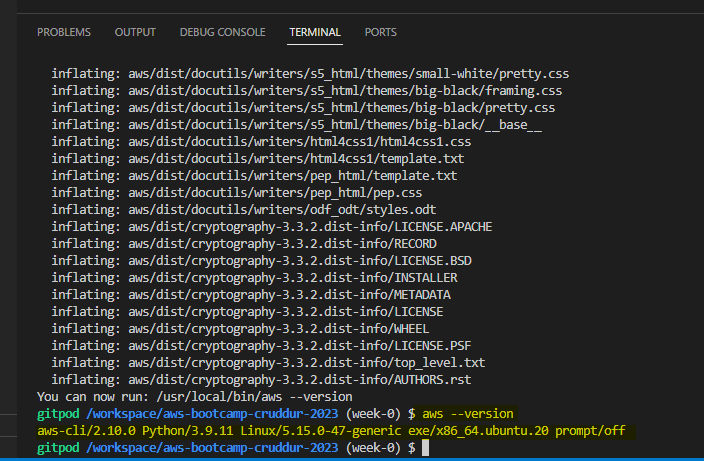 PROBLEMS OUTPUT DEBUG CONSOLE TERMINAL PORTS
inflating: aws/dist/docutils/writers/s5_html/themes/small-white/pretty.css
inflating: aws/dist/docutils/writers/s5_html/themes/big-black/framing.css
inflating: aws/dist/docutils/writers/s5_html/themes/big-black/pretty.css
inflating: aws/dist/docutils/writers/s5_html/themes/big-black/__base__
inflating: aws/dist/docutils/writers/html4css1/html4css1.css
inflating: aws/dist/docutils/writers/html4css1/template.txt
inflating: aws/dist/docutils/writers/pep_html/template.txt
inflating: aws/dist/docutils/writers/pep_html/pep.css
inflating: aws/dist/docutils/writers/odf_odt/styles.odt
inflating: aws/dist/cryptography-3.3.2.dist-info/LICENSE.APACHE
inflating: aws/dist/cryptography-3.3.2.dist-info/RECORD
inflating: aws/dist/cryptography-3.3.2.dist-info/LICENSE.BSD
inflating: aws/dist/cryptography-3.3.2.dist-info/INSTALLER
inflating: aws/dist/cryptography-3.3.2.dist-info/METADATA
inflating: aws/dist/cryptography-3.3.2.dist-info/LICENSE
inflating: aws/dist/cryptography-3.3.2.dist-info/WHEEL
inflating: aws/dist/cryptography-3.3.2.dist-info/LICENSE.PSF
inflating: aws/dist/cryptography-3.3.2.dist-info/top_level.txt
inflating: aws/dist/cryptography-3.3.2.dist-info/AUTHORS.rst
You can now run: /usr/local/bin/aws --version
gitpod /workspace/aws-bootcamp-cruddur-2023 (week-0) $ aws --version
aws-cli/2.10.0 Python/3.9.11 Linux/5.15.0-47-generic exe/x86_64.ubuntu.20 prompt/off
gitpod /workspace/aws-bootcamp-cruddur-2023 (week-0) $